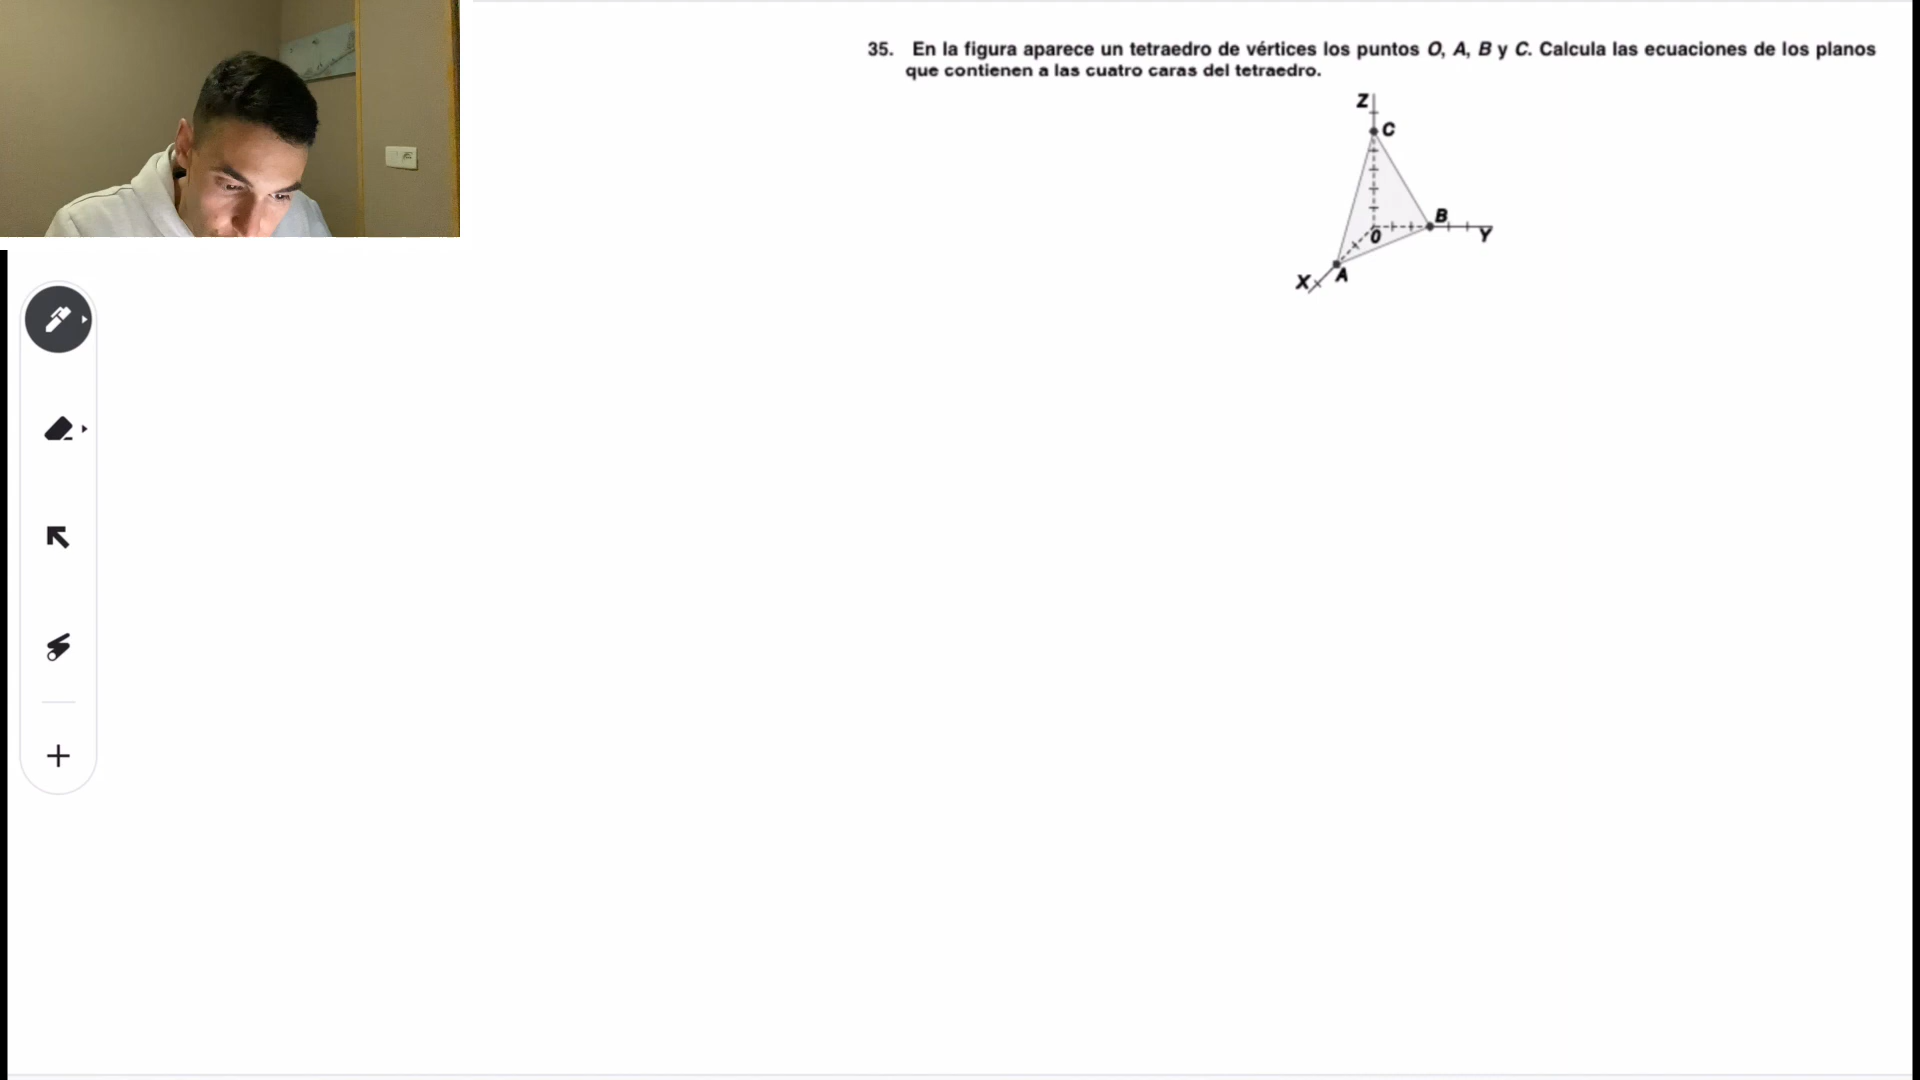 35. En la figura aparece un tetraedro de vértices los puntos O, A, B y C. Calcula las ecuaciones de los planos
que contienen a las cuatro caras del tetraedro.
Z
C
B
O
Y
A
X